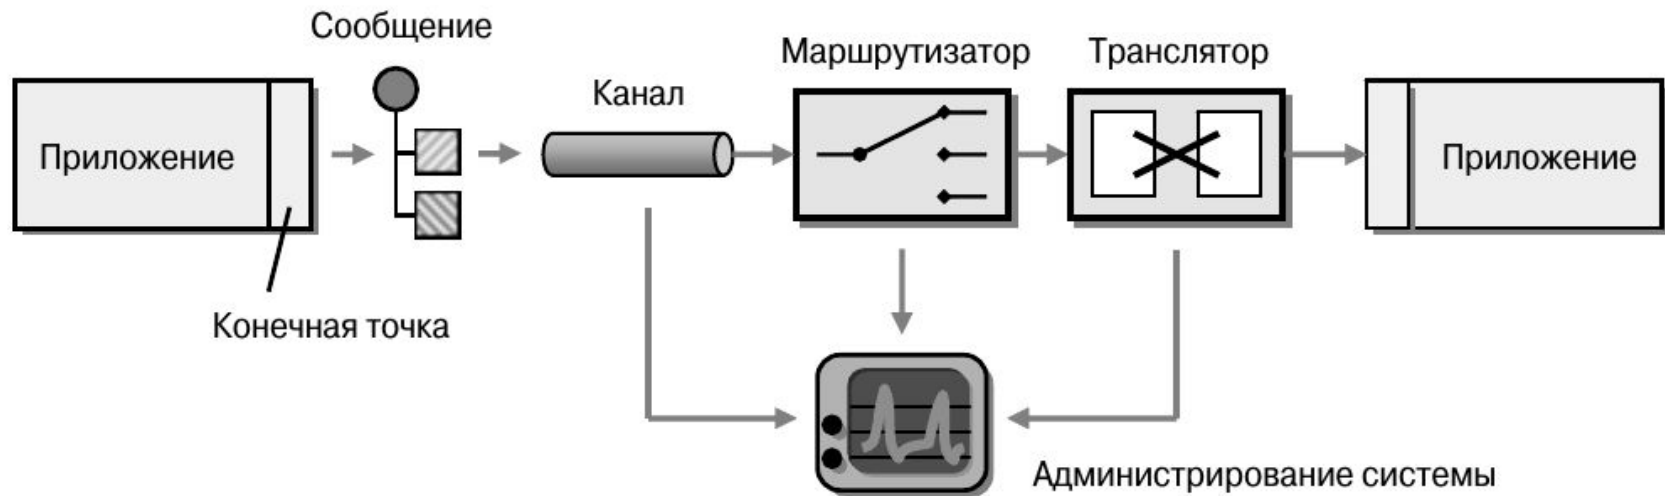 Сообщение
Маршрутизатор
Транслятор
Канал
Приложение
Приложение
Конечная точка
Администрирование системы